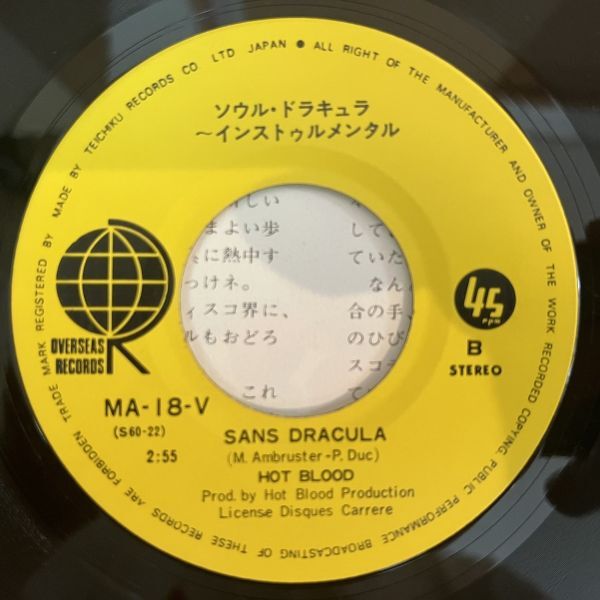 TRADE MARK REGISTERED BY MADE BY TEICHIKU RECORDS CO LTD JAPAN ● ALL RIGHT OF THE MANUFACTURER AND OWNER OF THE WORK RECORDED COPYING PUBLIC PERFORMANCE BROADCASTING OF THESE RECORDS ARE FORBIDDEN
ソウル・ドラキュラ
〜インストゥルメンタル
しい
まよい歩
に熱中す
つけネ。
ィスコ界に、
ルもおどろ
これ
して
ていた
なん
合の手、
のひび
スコテ
て、
OVERSEAS
RECORDS
45
rpm
B
STEREO
MA-18-V
(S60-22)
2:55
SANS DRACULA
(M. Ambruster-P. Duc)
HOT BLOOD
Prod. by Hot Blood Production
License Disques Carrere